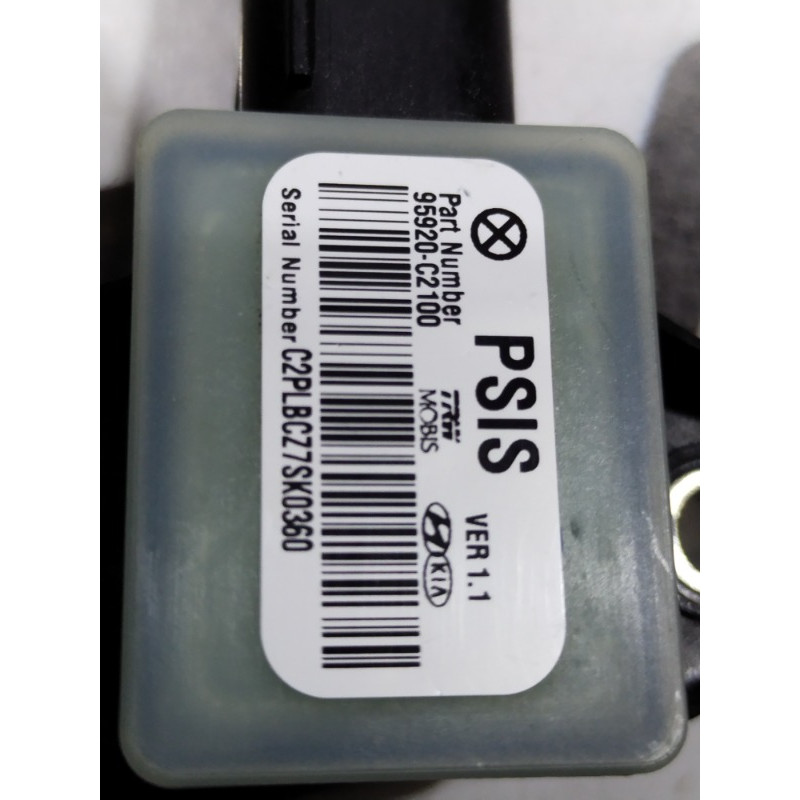 PSIS VER 1.1
Part Number
95920-C2100
TRW
MOBIS
KIA
Serial Number C2PLBCZ7SK0360